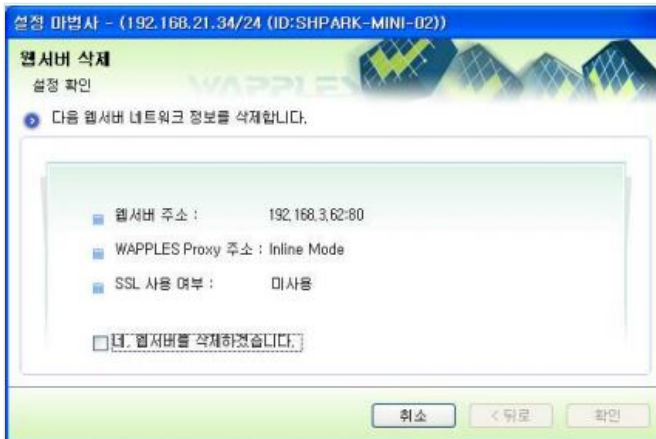 설정 마법사 - (192.168.21.34/24 (ID:SHPARK-MINI-02))
웹서버 삭제
설정 확인
WAPPLES
다음 웹서버 네트워크 정보를 삭제합니다.
웹서버 주소 : 192.168.3.62:80
WAPPLES Proxy 주소 : Inline Mode
SSL 사용 여부 : 미사용
네, 웹서버를 삭제하겠습니다.
취소 < 뒤로 확인